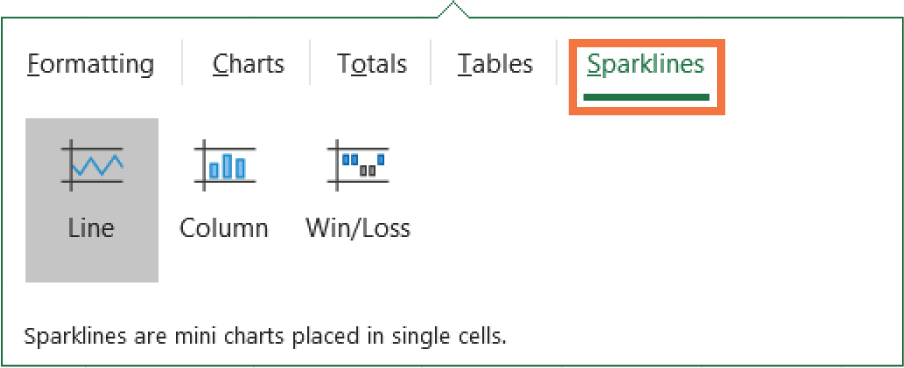 Formatting Charts Totals Tables Sparklines
Line Column Win/Loss
Sparklines are mini charts placed in single cells.